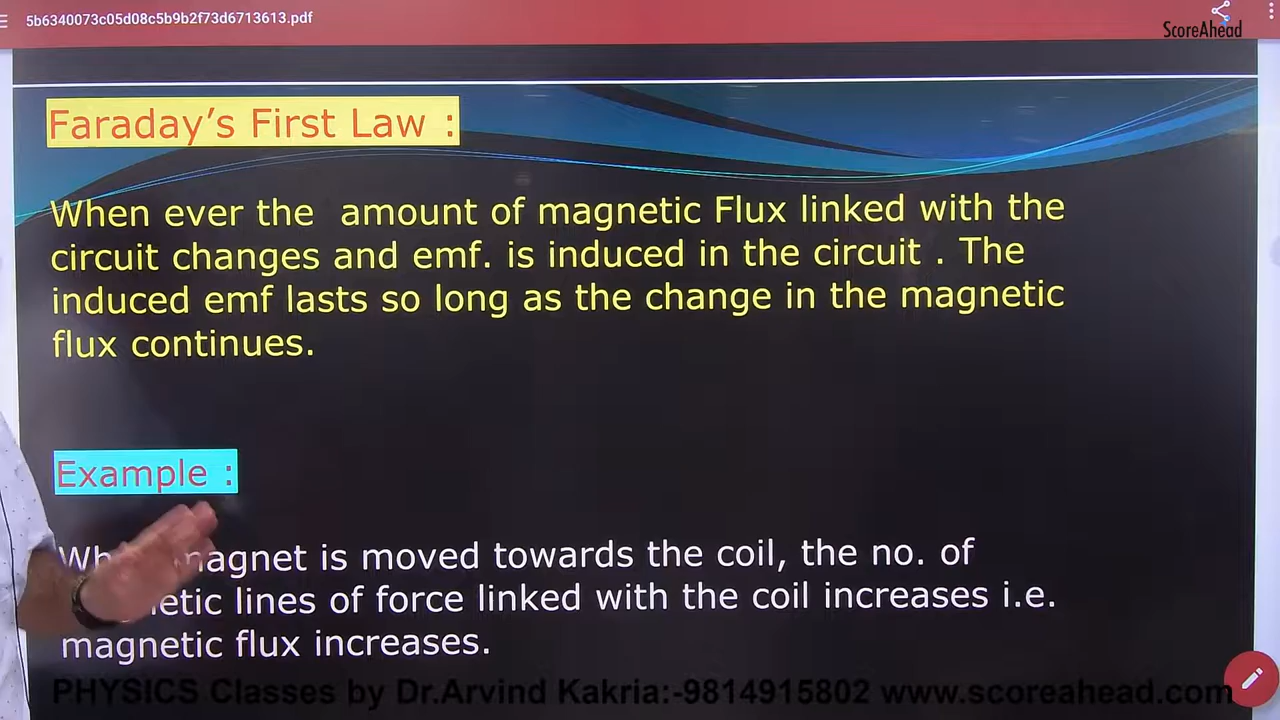 5b6340073c05d08c5b9b2f73d6713613.pdf
ScoreAhead
Faraday’s First Law :
When ever the amount of magnetic Flux linked with the
circuit changes and emf. is induced in the circuit . The
induced emf lasts so long as the change in the magnetic
flux continues.
Example :
magnet is moved towards the coil, the no. of
lines of force linked with the coil increases i.e.
magnetic flux increases.
PHYSICS Classes by Dr.Arvind Kakria:-9814915802 www.scoreahead.com